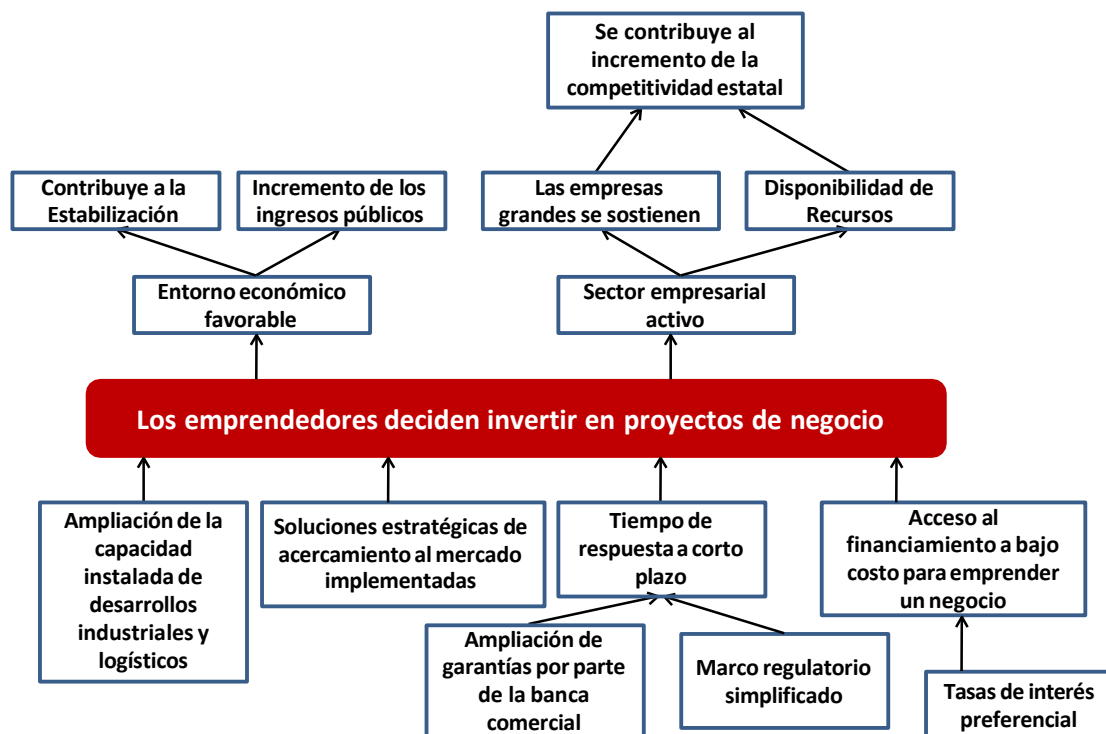 Se contribuye al
incremento de la
competitividad estatal
Contribuye a la
Estabilización
Incremento de los
ingresos públicos
Las empresas
grandes se sostienen
Disponibilidad de
Recursos
Entorno económico
favorable
Sector empresarial
activo
Los emprendedores deciden invertir en proyectos de negocio
Ampliación de la
capacidad
instalada de
desarrollos
industriales y
logísticos
Soluciones estratégicas de
acercamiento al mercado
implementadas
Tiempo de
respuesta a corto
plazo
Acceso al
financiamiento a bajo
costo para emprender
un negocio
Ampliación de
garantías por parte
de la banca
comercial
Marco regulatorio
simplificado
Tasas de interés
preferencial